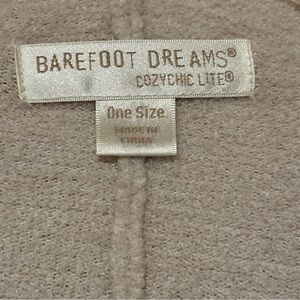 BAREFOOT DREAMS®
COZYCHIC LITE®
One Size
MADE IN
CHINA